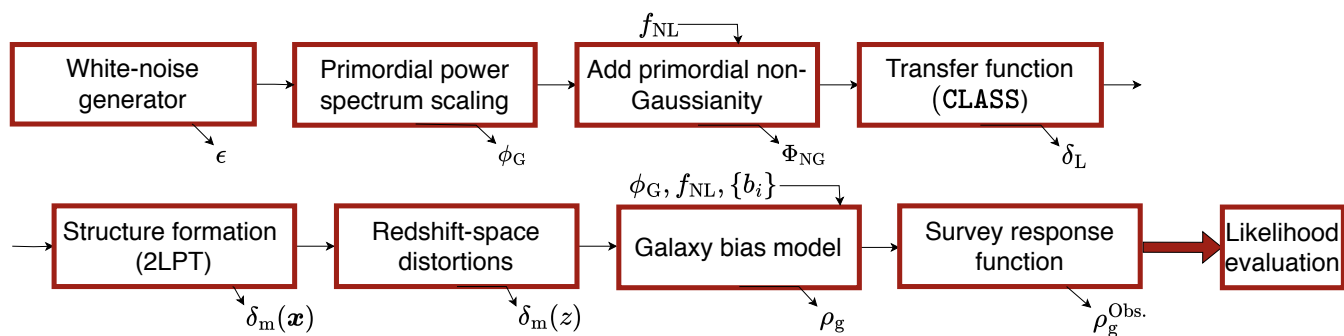 f_NL
White-noise
generator
Primordial power
spectrum scaling
Add primordial non-
Gaussianity
Transfer function
(CLASS)
ϵ
ϕ_G
Φ_NG
δ_L
ϕ_G, f_NL, {b_i}
Structure formation
(2LPT)
Redshift-space
distortions
Galaxy bias model
Survey response
function
Likelihood
evaluation
δ_m(x)
δ_m(z)
ρ_g
ρ_g^Obs.